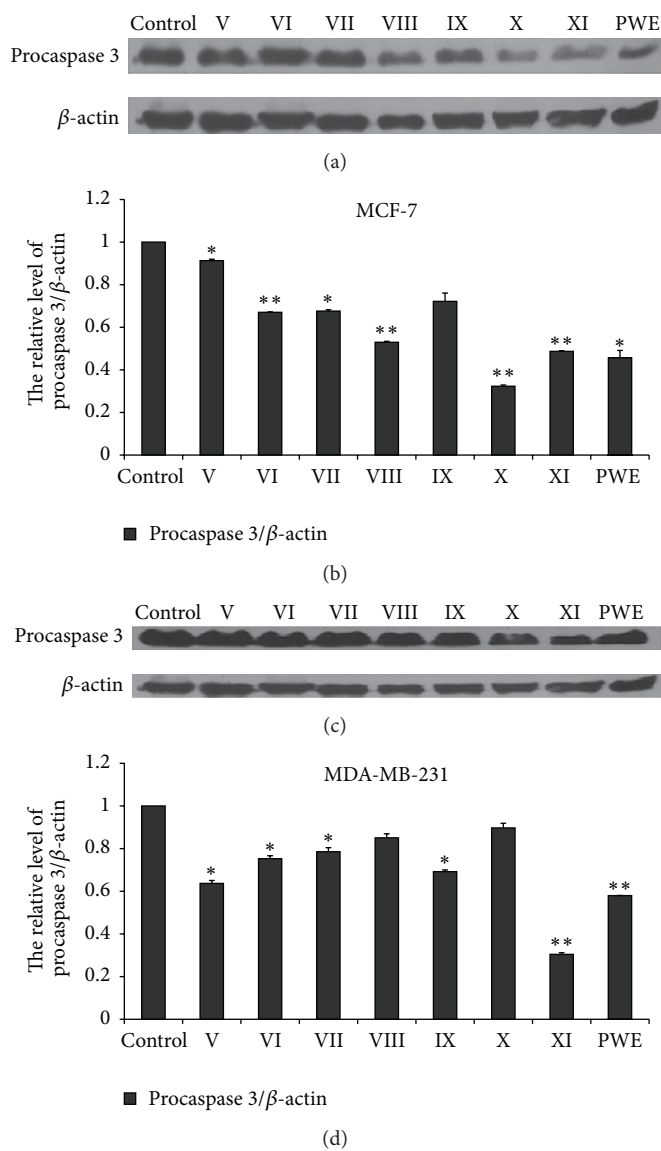 Control V VI VII VIII IX X XI PWE
Procaspase 3
β-actin
(a)
MCF-7
The relative level of
procaspase 3/β-actin
1.2
1
0.8
0.6
0.4
0.2
0
*
**
*
**
**
**
*
Control V VI VII VIII IX X XI PWE
Procaspase 3/β-actin
(b)
Control V VI VII VIII IX X XI PWE
Procaspase 3
β-actin
(c)
MDA-MB-231
The relative level of
procaspase 3/β-actin
1.2
1
0.8
0.6
0.4
0.2
0
*
*
*
*
**
**
Control V VI VII VIII IX X XI PWE
Procaspase 3/β-actin
(d)